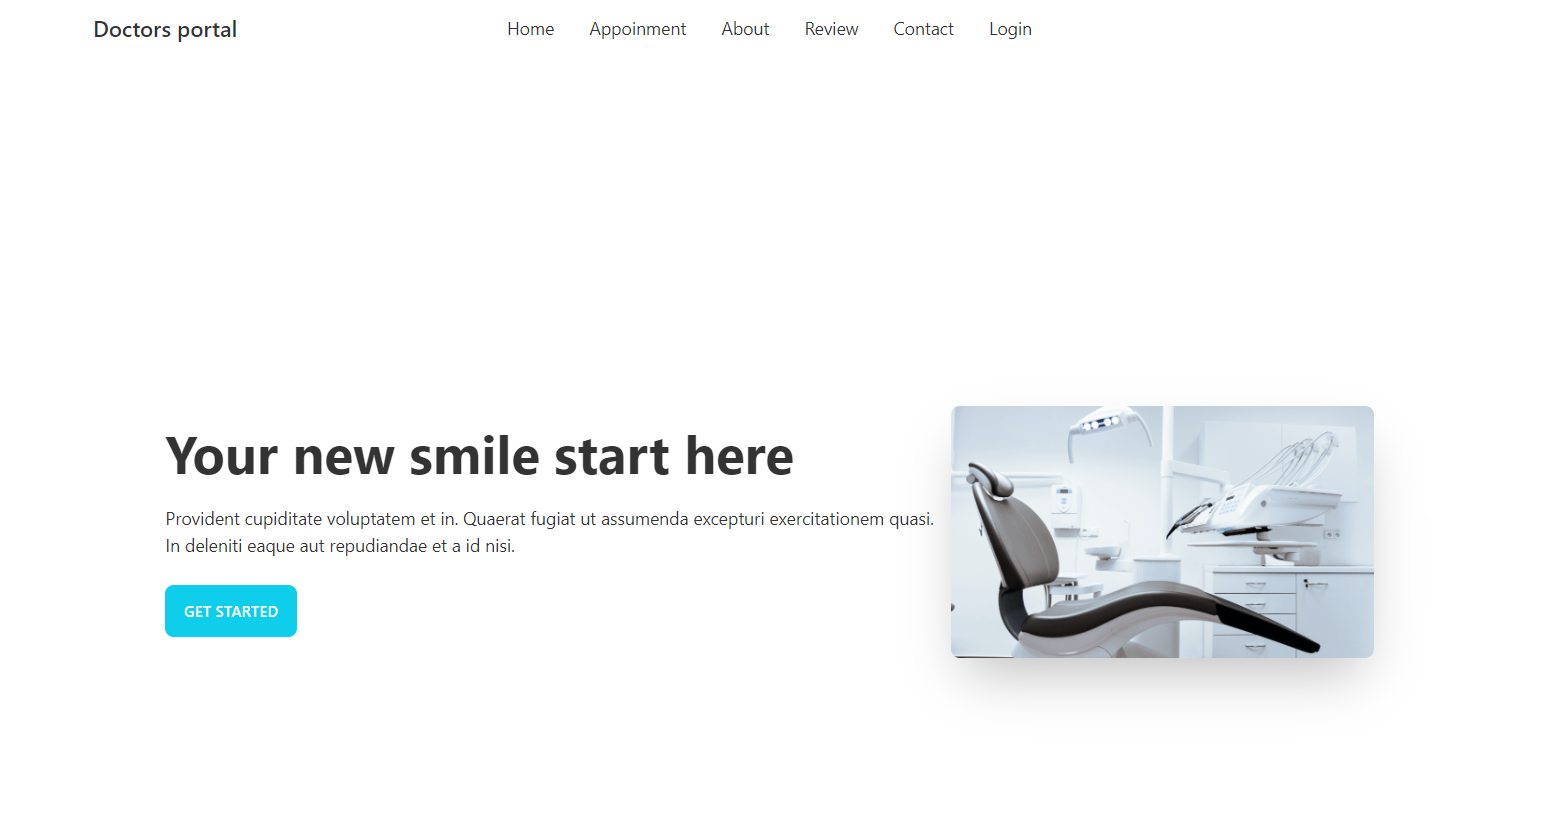 Doctors portal
Home Appoinment About Review Contact Login
Your new smile start here
Provident cupiditate voluptatem et in. Quaerat fugiat ut assumenda excepturi exercitationem quasi.
In deleniti eaque aut repudiandae et a id nisi.
GET STARTED